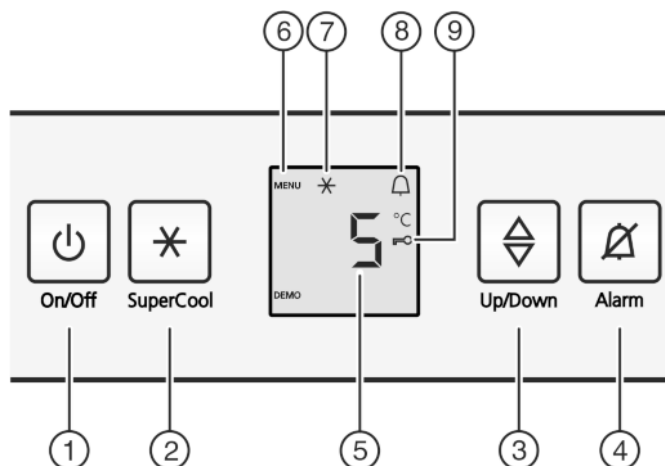 6 7 8 9
MENU
°C
5
DEMO
On/Off SuperCool Up/Down Alarm
1 2 5 3 4